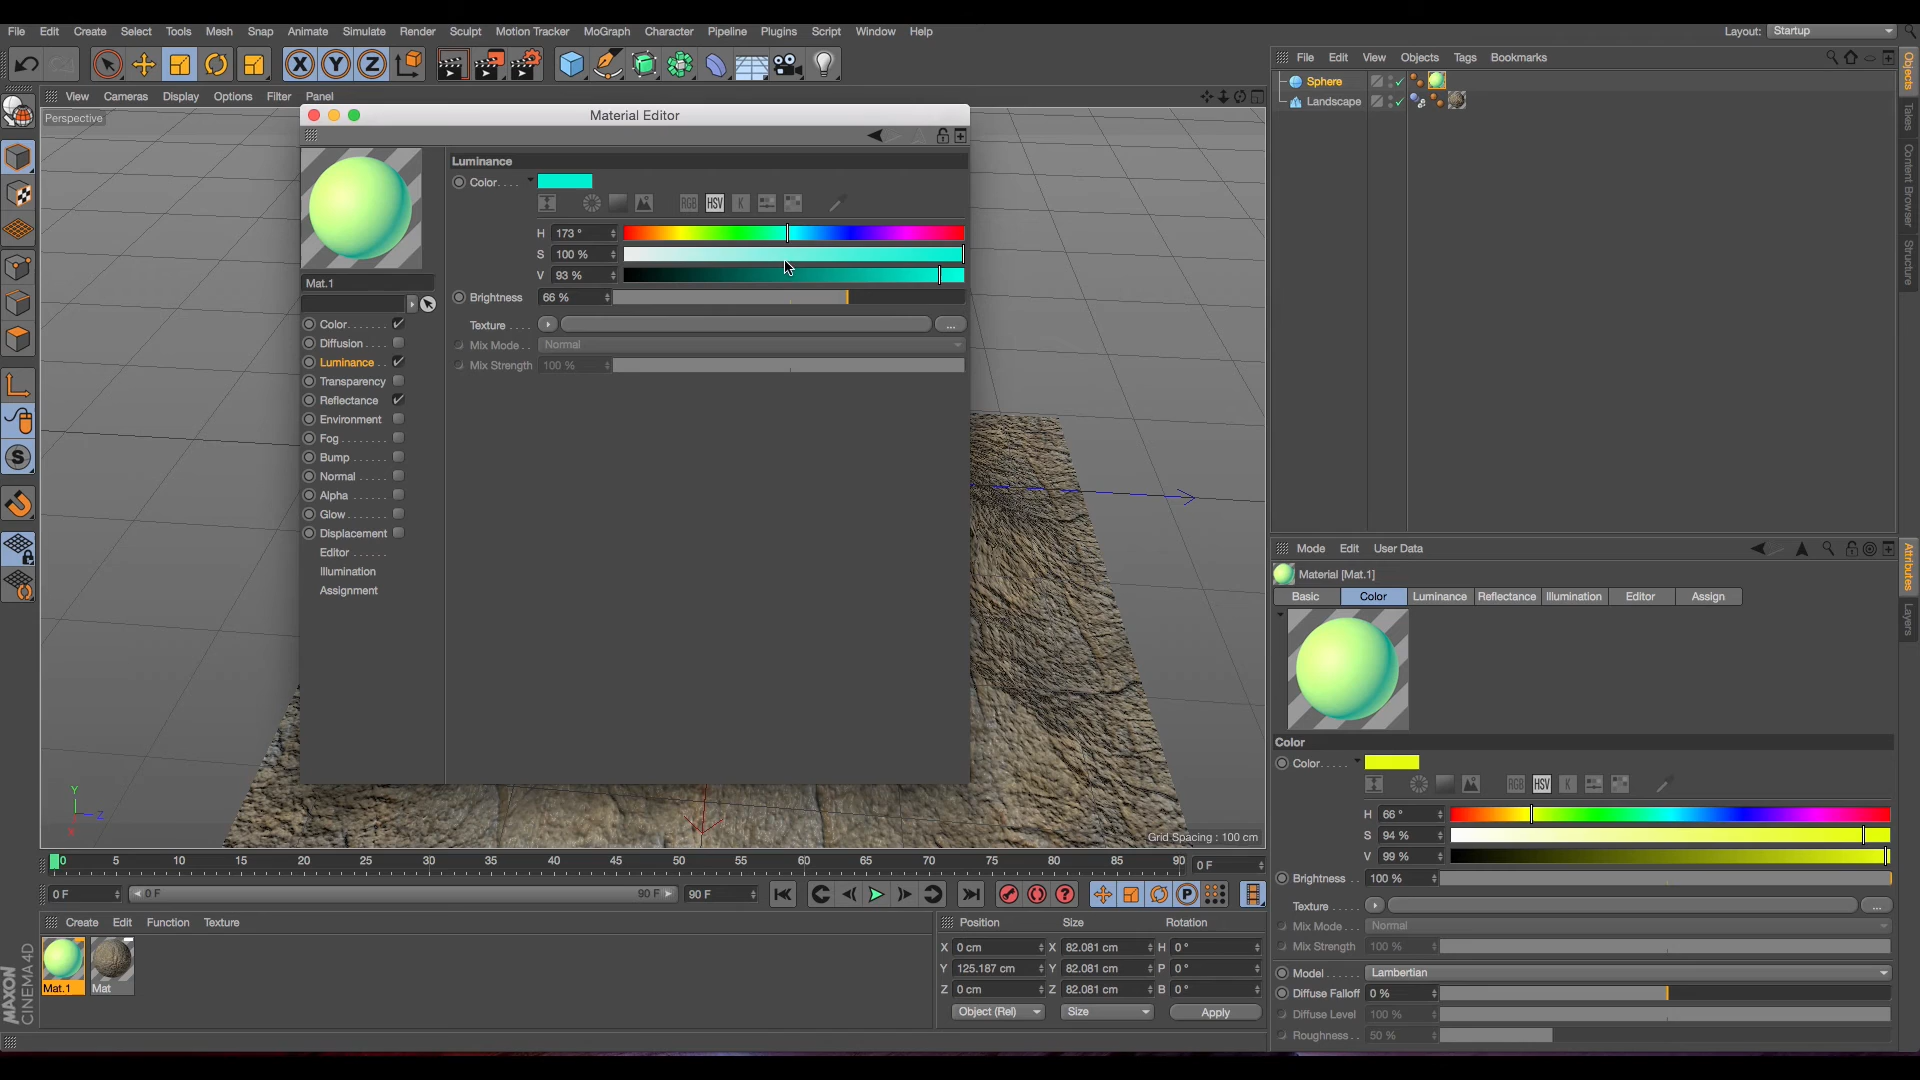 File Edit Create Select Tools Mesh Snap Animate Simulate Render Sculpt Motion Tracker MoGraph Character Pipeline Plugins Script Window Help Layout: Startup
File Edit View Objects Tags Bookmarks
Sphere
Landscape
Objects
Takes
Content Browser
Structure
View Cameras Display Options Filter Panel
Perspective
Material Editor
Luminance
Color....
RGB HSV K
H 173 °
S 100 %
V 93 %
Brightness 66 %
Texture ....
...
Mix Mode .. Normal
Mix Strength 100 %
Mat.1
Color.......
Diffusion ....
Luminance ..
Transparency
Reflectance
Environment
Fog ........
Bump ......
Normal .....
Alpha ......
Glow.......
Displacement
Editor ......
Illumination
Assignment
Y
Z
X
Grid Spacing : 100 cm
Mode Edit User Data
Attributes
Layers
Material [Mat.1]
Basic Color Luminance Reflectance Illumination Editor Assign
Color
Color.....
RGB HSV K
H 66 °
S 94 %
V 99 %
Brightness .. 100 %
Texture .....
...
Mix Mode ... Normal
Mix Strength 100 %
Model ...... Lambertian
Diffuse Falloff 0 %
Diffuse Level 100 %
Roughness.. 50 %
0 5 10 15 20 25 30 35 40 45 50 55 60 65 70 75 80 85 90 0 F
0 F 0 F 90 F 90 F
Create Edit Function Texture
Mat.1 Mat
MAXON
CINEMA 4D
Position Size Rotation
X 0 cm X 82.081 cm H 0 °
Y 125.187 cm Y 82.081 cm P 0 °
Z 0 cm Z 82.081 cm B 0 °
Object (Rel) Size Apply